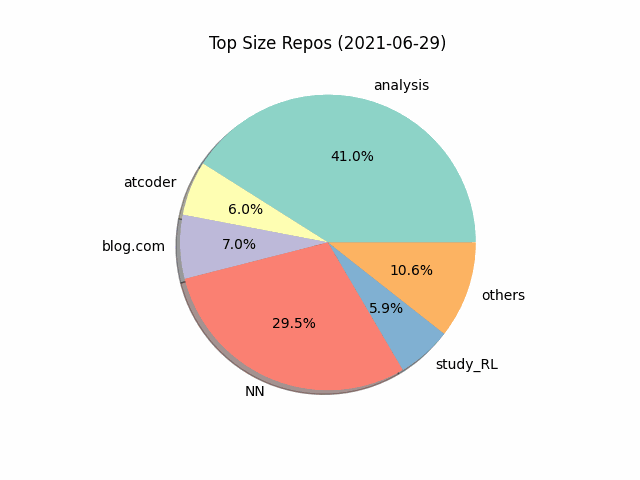 Top Size Repos (2021-06-29)
analysis
41.0%
atcoder
6.0%
blog.com
7.0%
29.5%
NN
5.9%
study_RL
10.6%
others